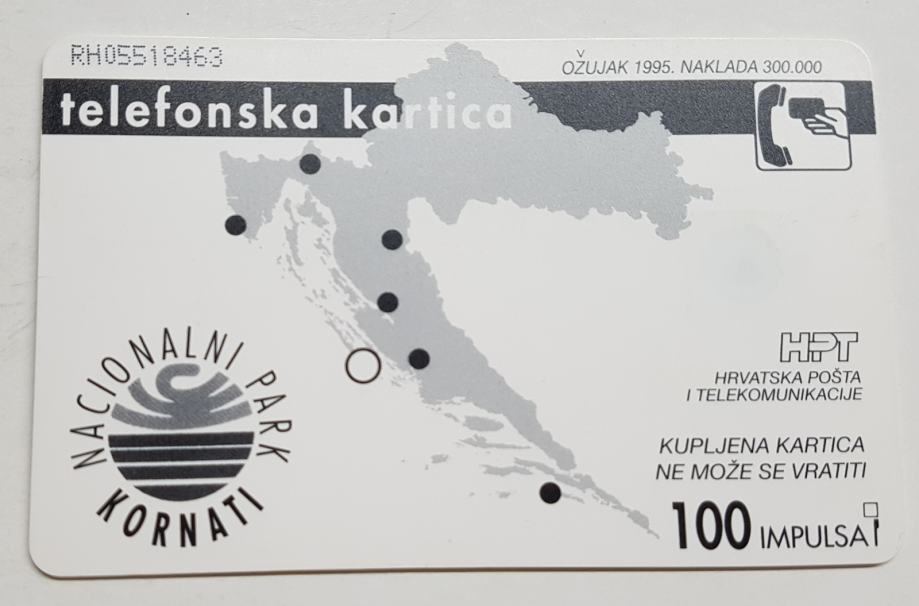 RH05518463
OŽUJAK 1995. NAKLADA 300.000
telefonska kartica
NACIONALNI PARK
KORNATI
HPT
HRVATSKA POŠTA
I TELEKOMUNIKACIJE
KUPLJENA KARTICA
NE MOŽE SE VRATITI
100 IMPULSA